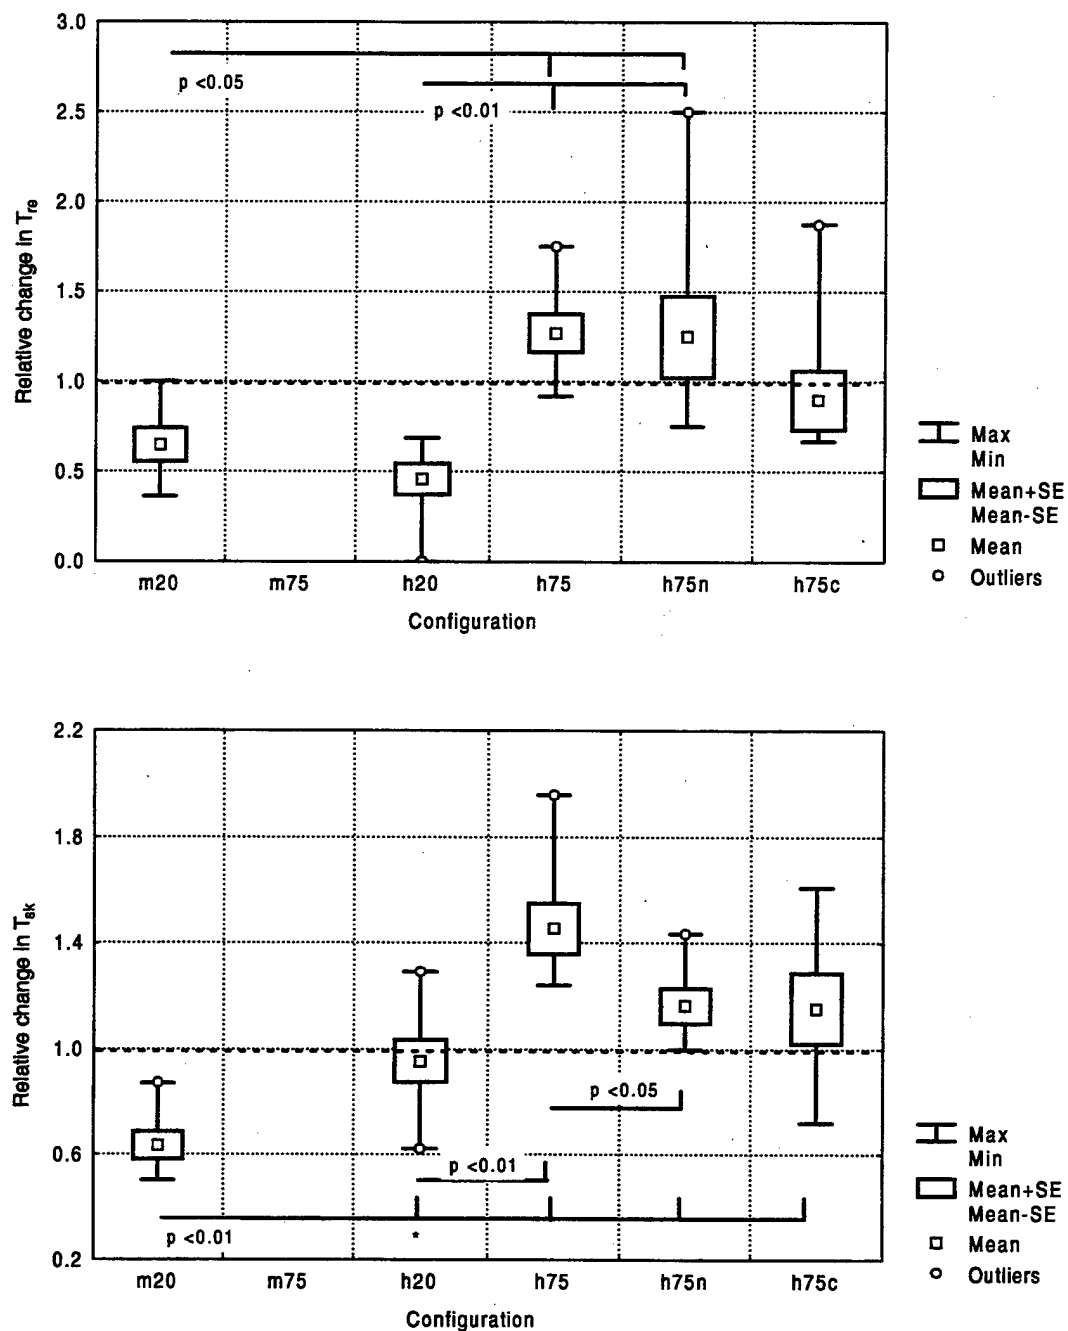 3.0
2.5
2.0
1.5
1.0
0.5
0.0
Relative change in Tre
p <0.05
p <0.01
m20 m75 h20 h75 h75n h75c
Configuration
Max
Min
Mean+SE
Mean-SE
Mean
Outliers
2.2
1.8
1.4
1.0
0.6
0.2
Relative change in Tsk
p <0.05
p <0.01
p <0.01
*
m20 m75 h20 h75 h75n h75c
Configuration
Max
Min
Mean+SE
Mean-SE
Mean
Outliers